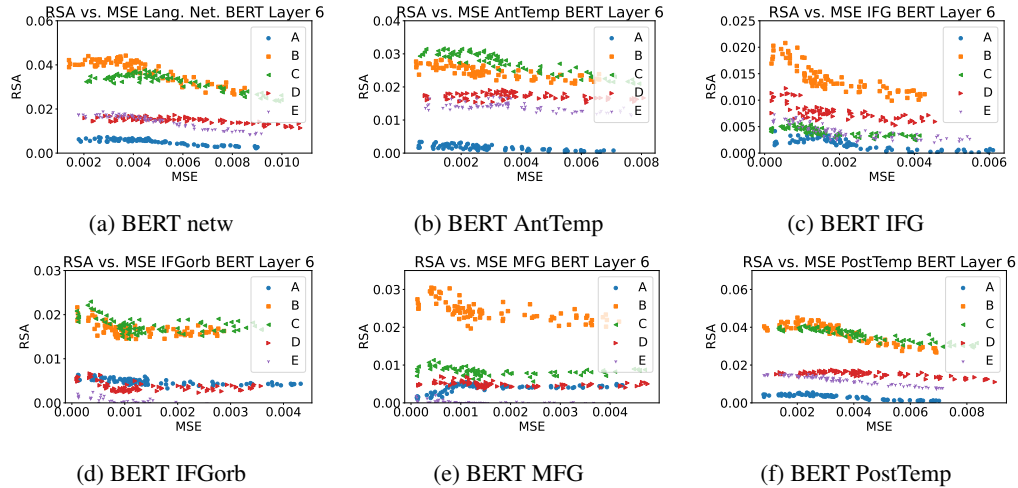 RSA vs. MSE Lang. Net. BERT Layer 6
RSA vs. MSE AntTemp BERT Layer 6
RSA vs. MSE IFG BERT Layer 6
0.06
0.04
0.02
0.00
RSA
A
B
C
D
E
0.002 0.004 0.006 0.008 0.010
MSE
0.04
0.03
0.02
0.01
0.00
RSA
A
B
C
D
E
0.000 0.002 0.004 0.006 0.008
MSE
0.020
0.015
0.010
0.005
0.000
RSA
A
B
C
D
E
0.000 0.002 0.004 0.006
MSE
(a) BERT netw
(b) BERT AntTemp
(c) BERT IFG
RSA vs. MSE IFGorb BERT Layer 6
RSA vs. MSE MFG BERT Layer 6
RSA vs. MSE PostTemp BERT Layer 6
0.03
0.02
0.01
0.00
RSA
A
B
C
D
E
0.000 0.001 0.002 0.003 0.004
MSE
0.03
0.02
0.01
0.00
RSA
A
B
C
D
E
0.000 0.001 0.002 0.003 0.004
MSE
0.06
0.04
0.02
0.00
RSA
A
B
C
D
E
0.002 0.004 0.006 0.008
MSE
(d) BERT IFGorb
(e) BERT MFG
(f) BERT PostTemp